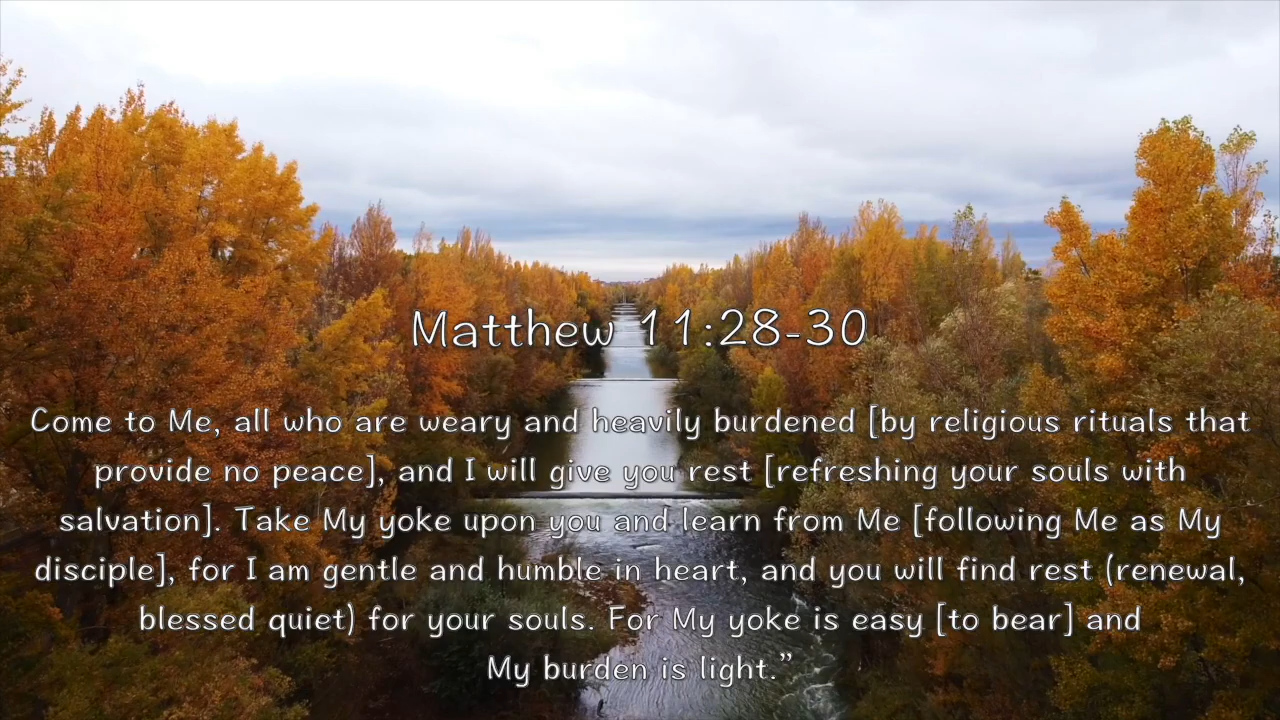 Matthew 11:28-30
Come to Me, all who are weary and heavily burdened [by religious rituals that
provide no peace], and I will give you rest [refreshing your souls with
salvation]. Take My yoke upon you and learn from Me [following Me as My
disciple], for I am gentle and humble in heart, and you will find rest (renewal,
blessed quiet) for your souls. For My yoke is easy [to bear] and
My burden is light.”